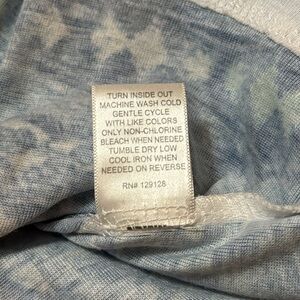 TURN INSIDE OUT
MACHINE WASH COLD
GENTLE CYCLE
WITH LIKE COLORS
ONLY NON-CHLORINE
BLEACH WHEN NEEDED
TUMBLE DRY LOW
COOL IRON WHEN
NEEDED ON REVERSE
RN# 129128